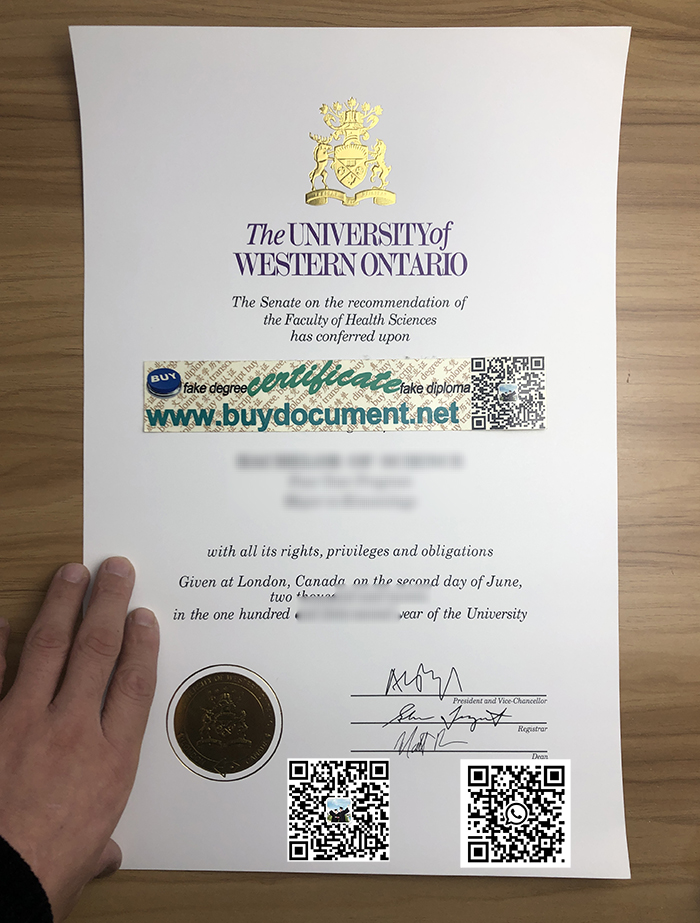 The UNIVERSITY of
WESTERN ONTARIO
The Senate on the recommendation of
the Faculty of Health Sciences
has conferred upon
BUY fake degree certificate fake diploma
www.buydocument.net
with all its rights, privileges and obligations
Given at London, Canada, on the second day of June,
two
in the one hundred year of the University
President and Vice-Chancellor
Registrar
Dean